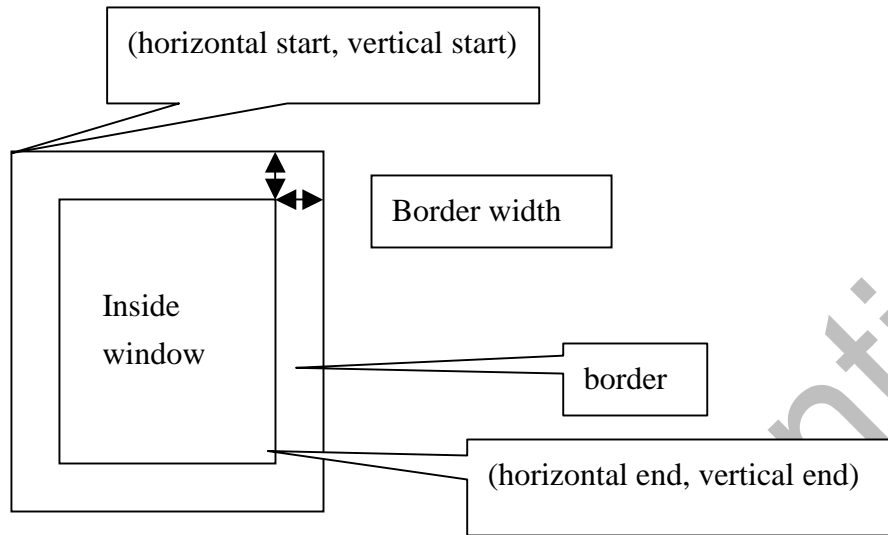 (horizontal start, vertical start)
Border width
Inside
window
border
(horizontal end, vertical end)